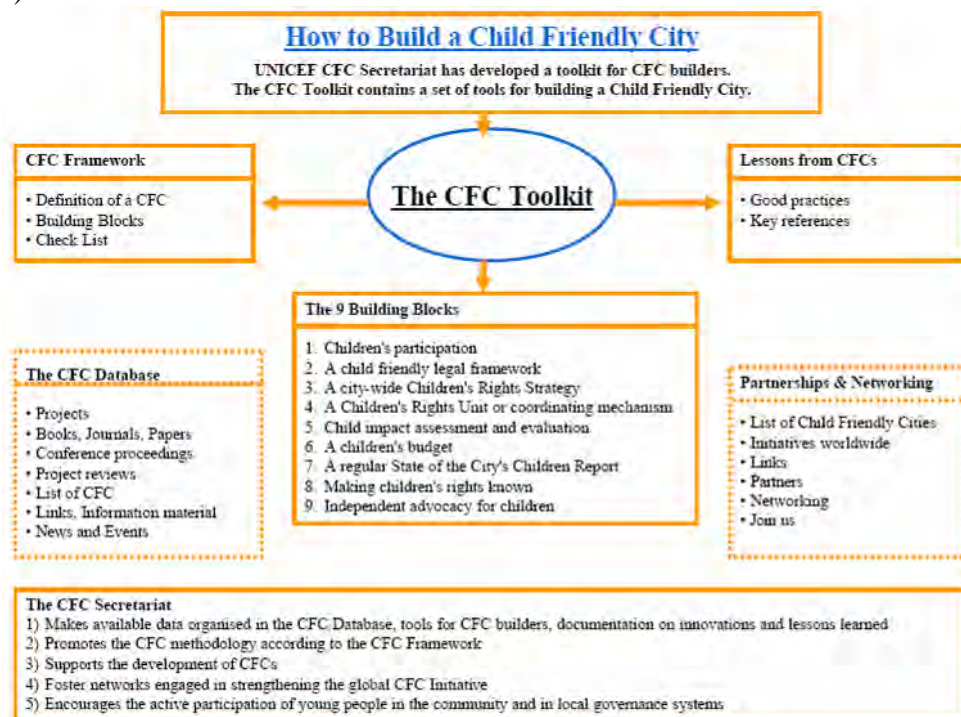 )
How to Build a Child Friendly City
UNICEF CFC Secretariat has developed a toolkit for CFC builders.
The CFC Toolkit contains a set of tools for building a Child Friendly City.
CFC Framework
• Definition of a CFC
• Building Blocks
• Check List
The CFC Toolkit
Lessons from CFCs
• Good practices
• Key references
The 9 Building Blocks
1. Children's participation
2. A child friendly legal framework
3. A city-wide Children's Rights Strategy
4. A Children's Rights Unit or coordinating mechanism
5. Child impact assessment and evaluation
6. A children's budget
7. A regular State of the City's Children Report
8. Making children's rights known
9. Independent advocacy for children
The CFC Database
• Projects
• Books, Journals, Papers
• Conference proceedings
• Project reviews
• List of CFC
• Links, Information material
• News and Events
Partnerships & Networking
• List of Child Friendly Cities
• Initiatives worldwide
• Links
• Partners
• Networking
• Join us
The CFC Secretariat
1) Makes available data organised in the CFC Database, tools for CFC builders, documentation on innovations and lessons learned
2) Promotes the CFC methodology according to the CFC Framework
3) Supports the development of CFCs
4) Foster networks engaged in strengthening the global CFC Initiative
5) Encourages the active participation of young people in the community and in local governance systems